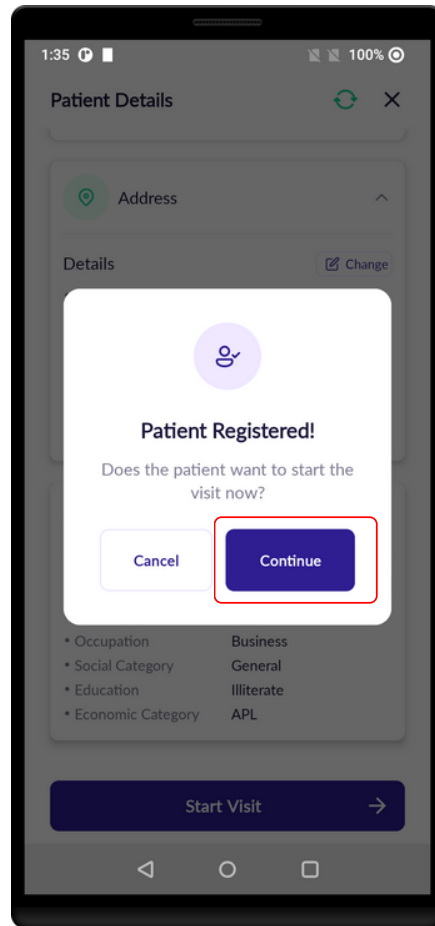 1:35 100%
Patient Details
Address
Details Change
Patient Registered!
Does the patient want to start the
visit now?
Cancel Continue
• Occupation Business
• Social Category General
• Education Illiterate
• Economic Category APL
Start Visit